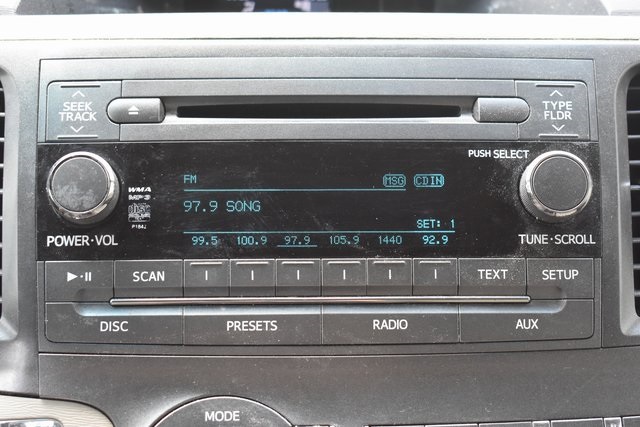 SEEK
TRACK
TYPE
FLDR
PUSH SELECT
FM
MSG CD IN
WMA
MP3
97.9 SONG
P184J
SET: 1
99.5 100.9 97.9 105.9 1440 92.9
POWER·VOL
TUNE·SCROLL
SCAN
TEXT
SETUP
DISC
PRESETS
RADIO
AUX
MODE